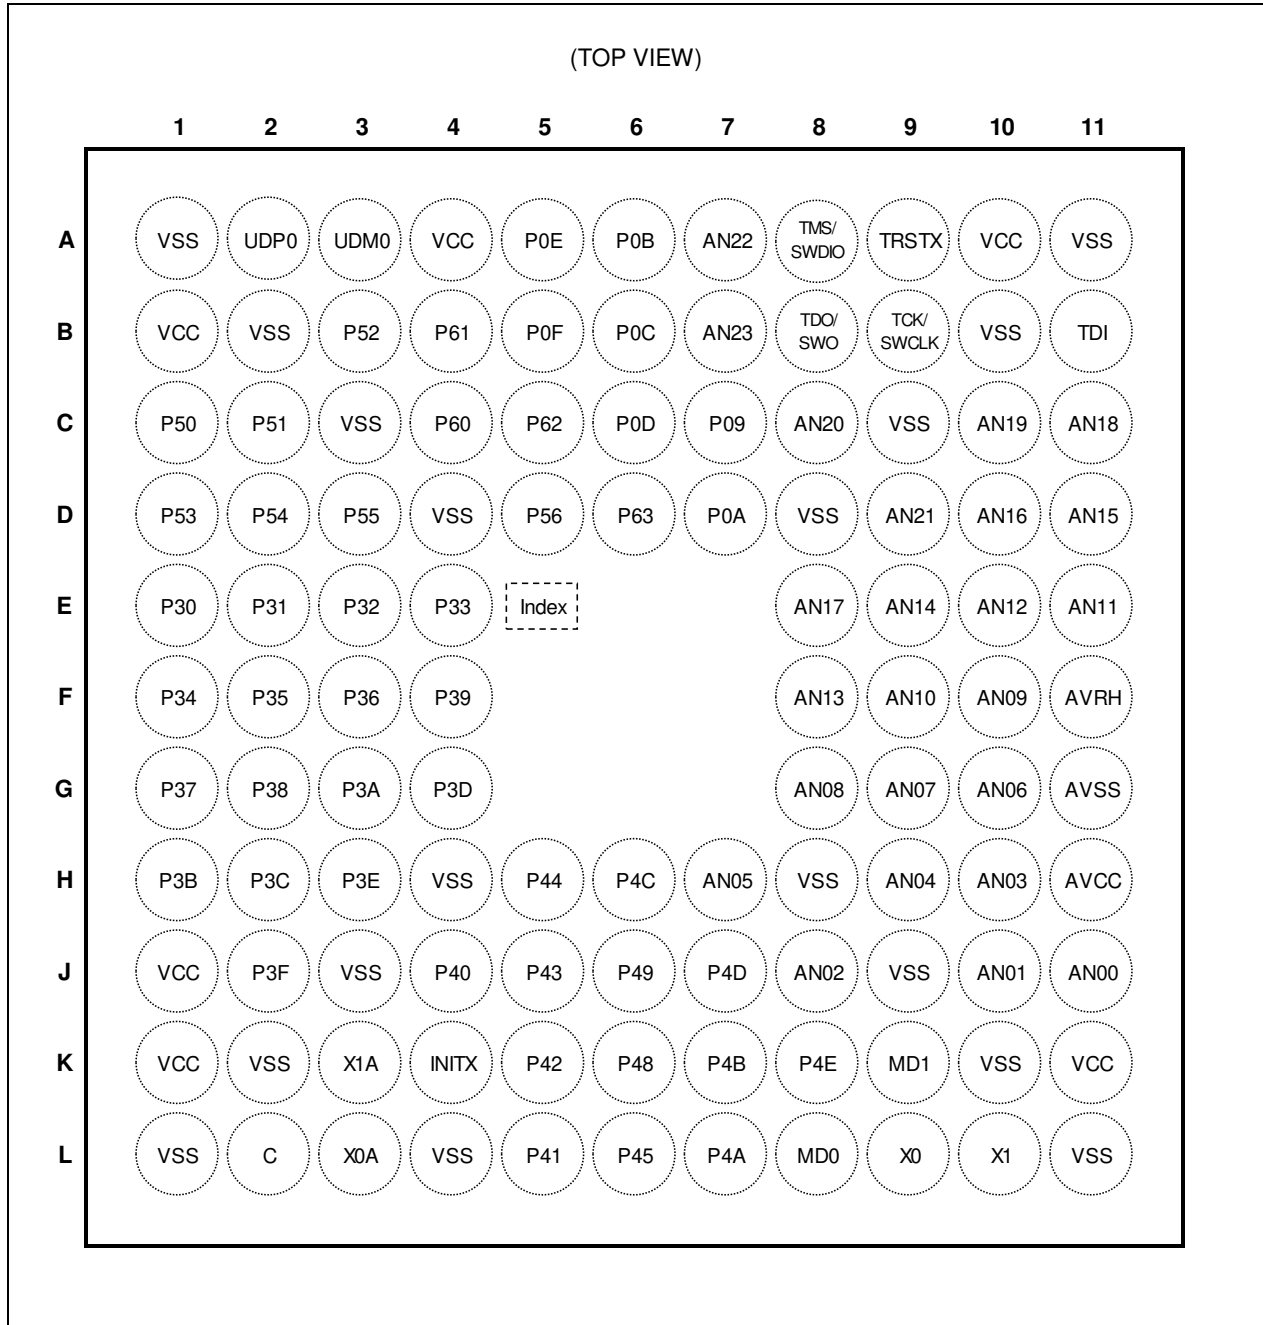 (TOP VIEW)
1 2 3 4 5 6 7 8 9 10 11
A VSS UDP0 UDM0 VCC P0E P0B AN22 TMS/SWDIO TRSTX VCC VSS
B VCC VSS P52 P61 P0F P0C AN23 TDO/SWO TCK/SWCLK VSS TDI
C P50 P51 VSS P60 P62 P0D P09 AN20 VSS AN19 AN18
D P53 P54 P55 VSS P56 P63 P0A VSS AN21 AN16 AN15
E P30 P31 P32 P33 Index AN17 AN14 AN12 AN11
F P34 P35 P36 P39 AN13 AN10 AN09 AVRH
G P37 P38 P3A P3D AN08 AN07 AN06 AVSS
H P3B P3C P3E VSS P44 P4C AN05 VSS AN04 AN03 AVCC
J VCC P3F VSS P40 P43 P49 P4D AN02 VSS AN01 AN00
K VCC VSS X1A INITX P42 P48 P4B P4E MD1 VSS VCC
L VSS C X0A VSS P41 P45 P4A MD0 X0 X1 VSS